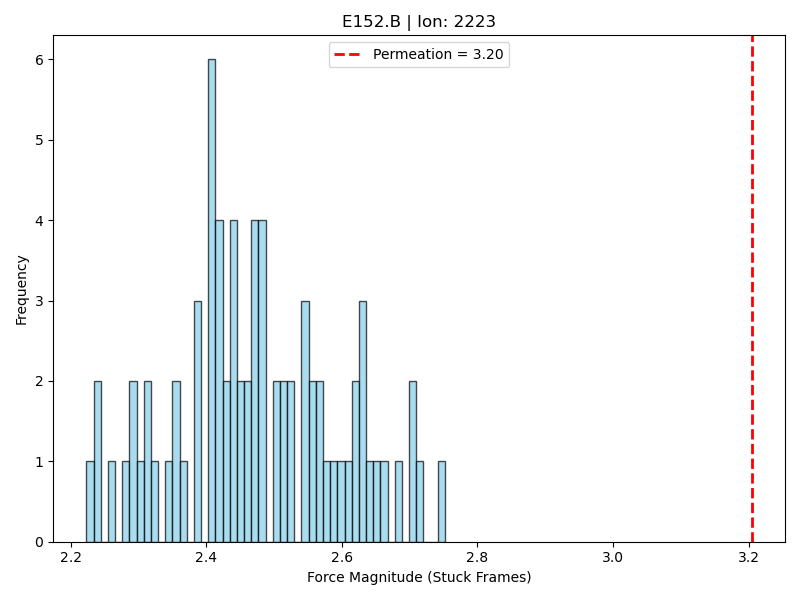 E152.B | Ion: 2223
Permeation = 3.20
6
5
4
3
2
1
0
Frequency
2.2 2.4 2.6 2.8 3.0 3.2
Force Magnitude (Stuck Frames)